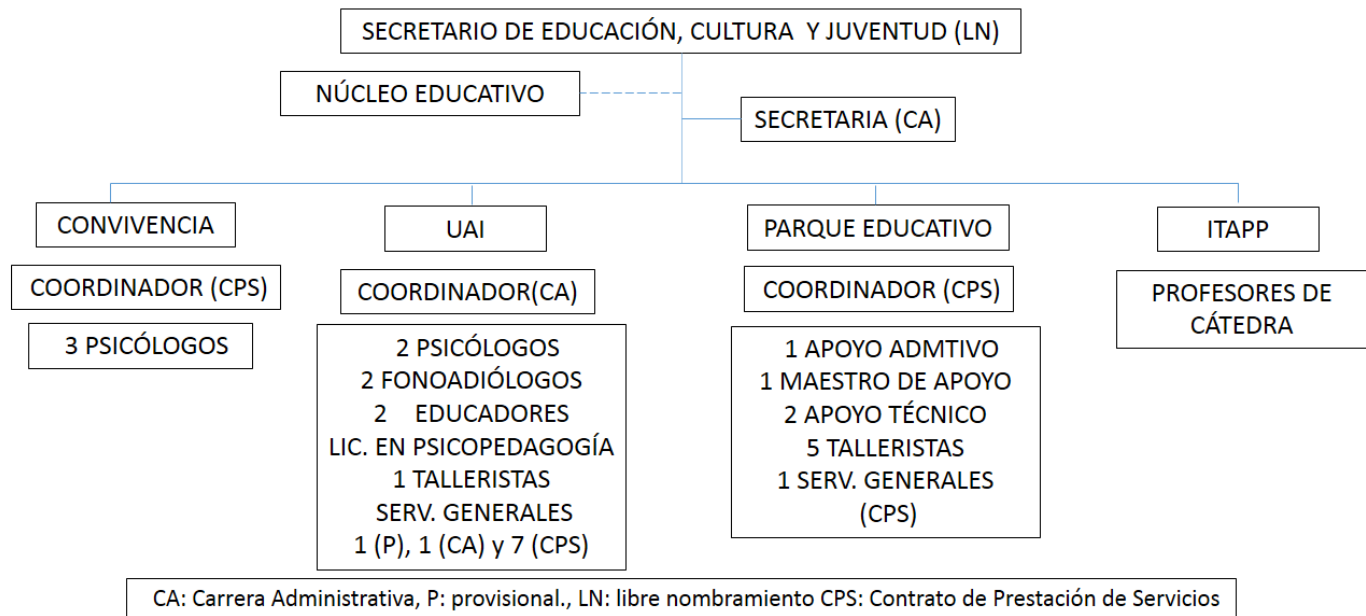 SECRETARIO DE EDUCACIÓN, CULTURA Y JUVENTUD (LN)
NÚCLEO EDUCATIVO
SECRETARIA (CA)
CONVIVENCIA
UAI
PARQUE EDUCATIVO
ITAPP
COORDINADOR (CPS)
COORDINADOR(CA)
COORDINADOR (CPS)
PROFESORES DE
CÁTEDRA
3 PSICÓLOGOS
2 PSICÓLOGOS
2 FONOADIÓLOGOS
2 EDUCADORES
LIC. EN PSICOPEDAGOGÍA
1 TALLERISTAS
SERV. GENERALES
1 (P), 1 (CA) y 7 (CPS)
1 APOYO ADMTIVO
1 MAESTRO DE APOYO
2 APOYO TÉCNICO
5 TALLERISTAS
1 SERV. GENERALES
(CPS)
CA: Carrera Administrativa, P: provisional., LN: libre nombramiento CPS: Contrato de Prestación de Servicios